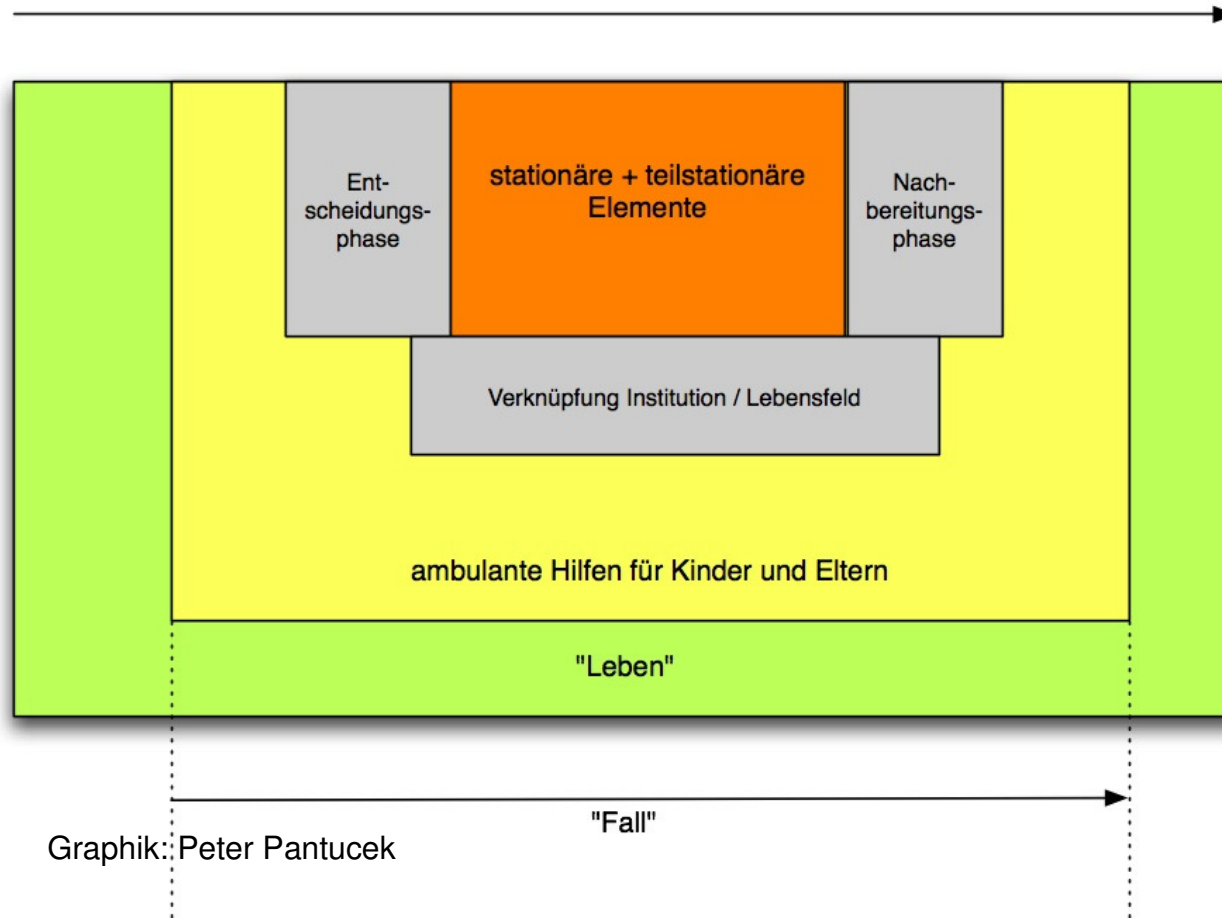 Ent-
scheidungs-
phase
stationäre + teilstationäre
Elemente
Nach-
bereitungs-
phase
Verknüpfung Institution / Lebensfeld
ambulante Hilfen für Kinder und Eltern
"Leben"
"Fall"
Graphik: Peter Pantucek